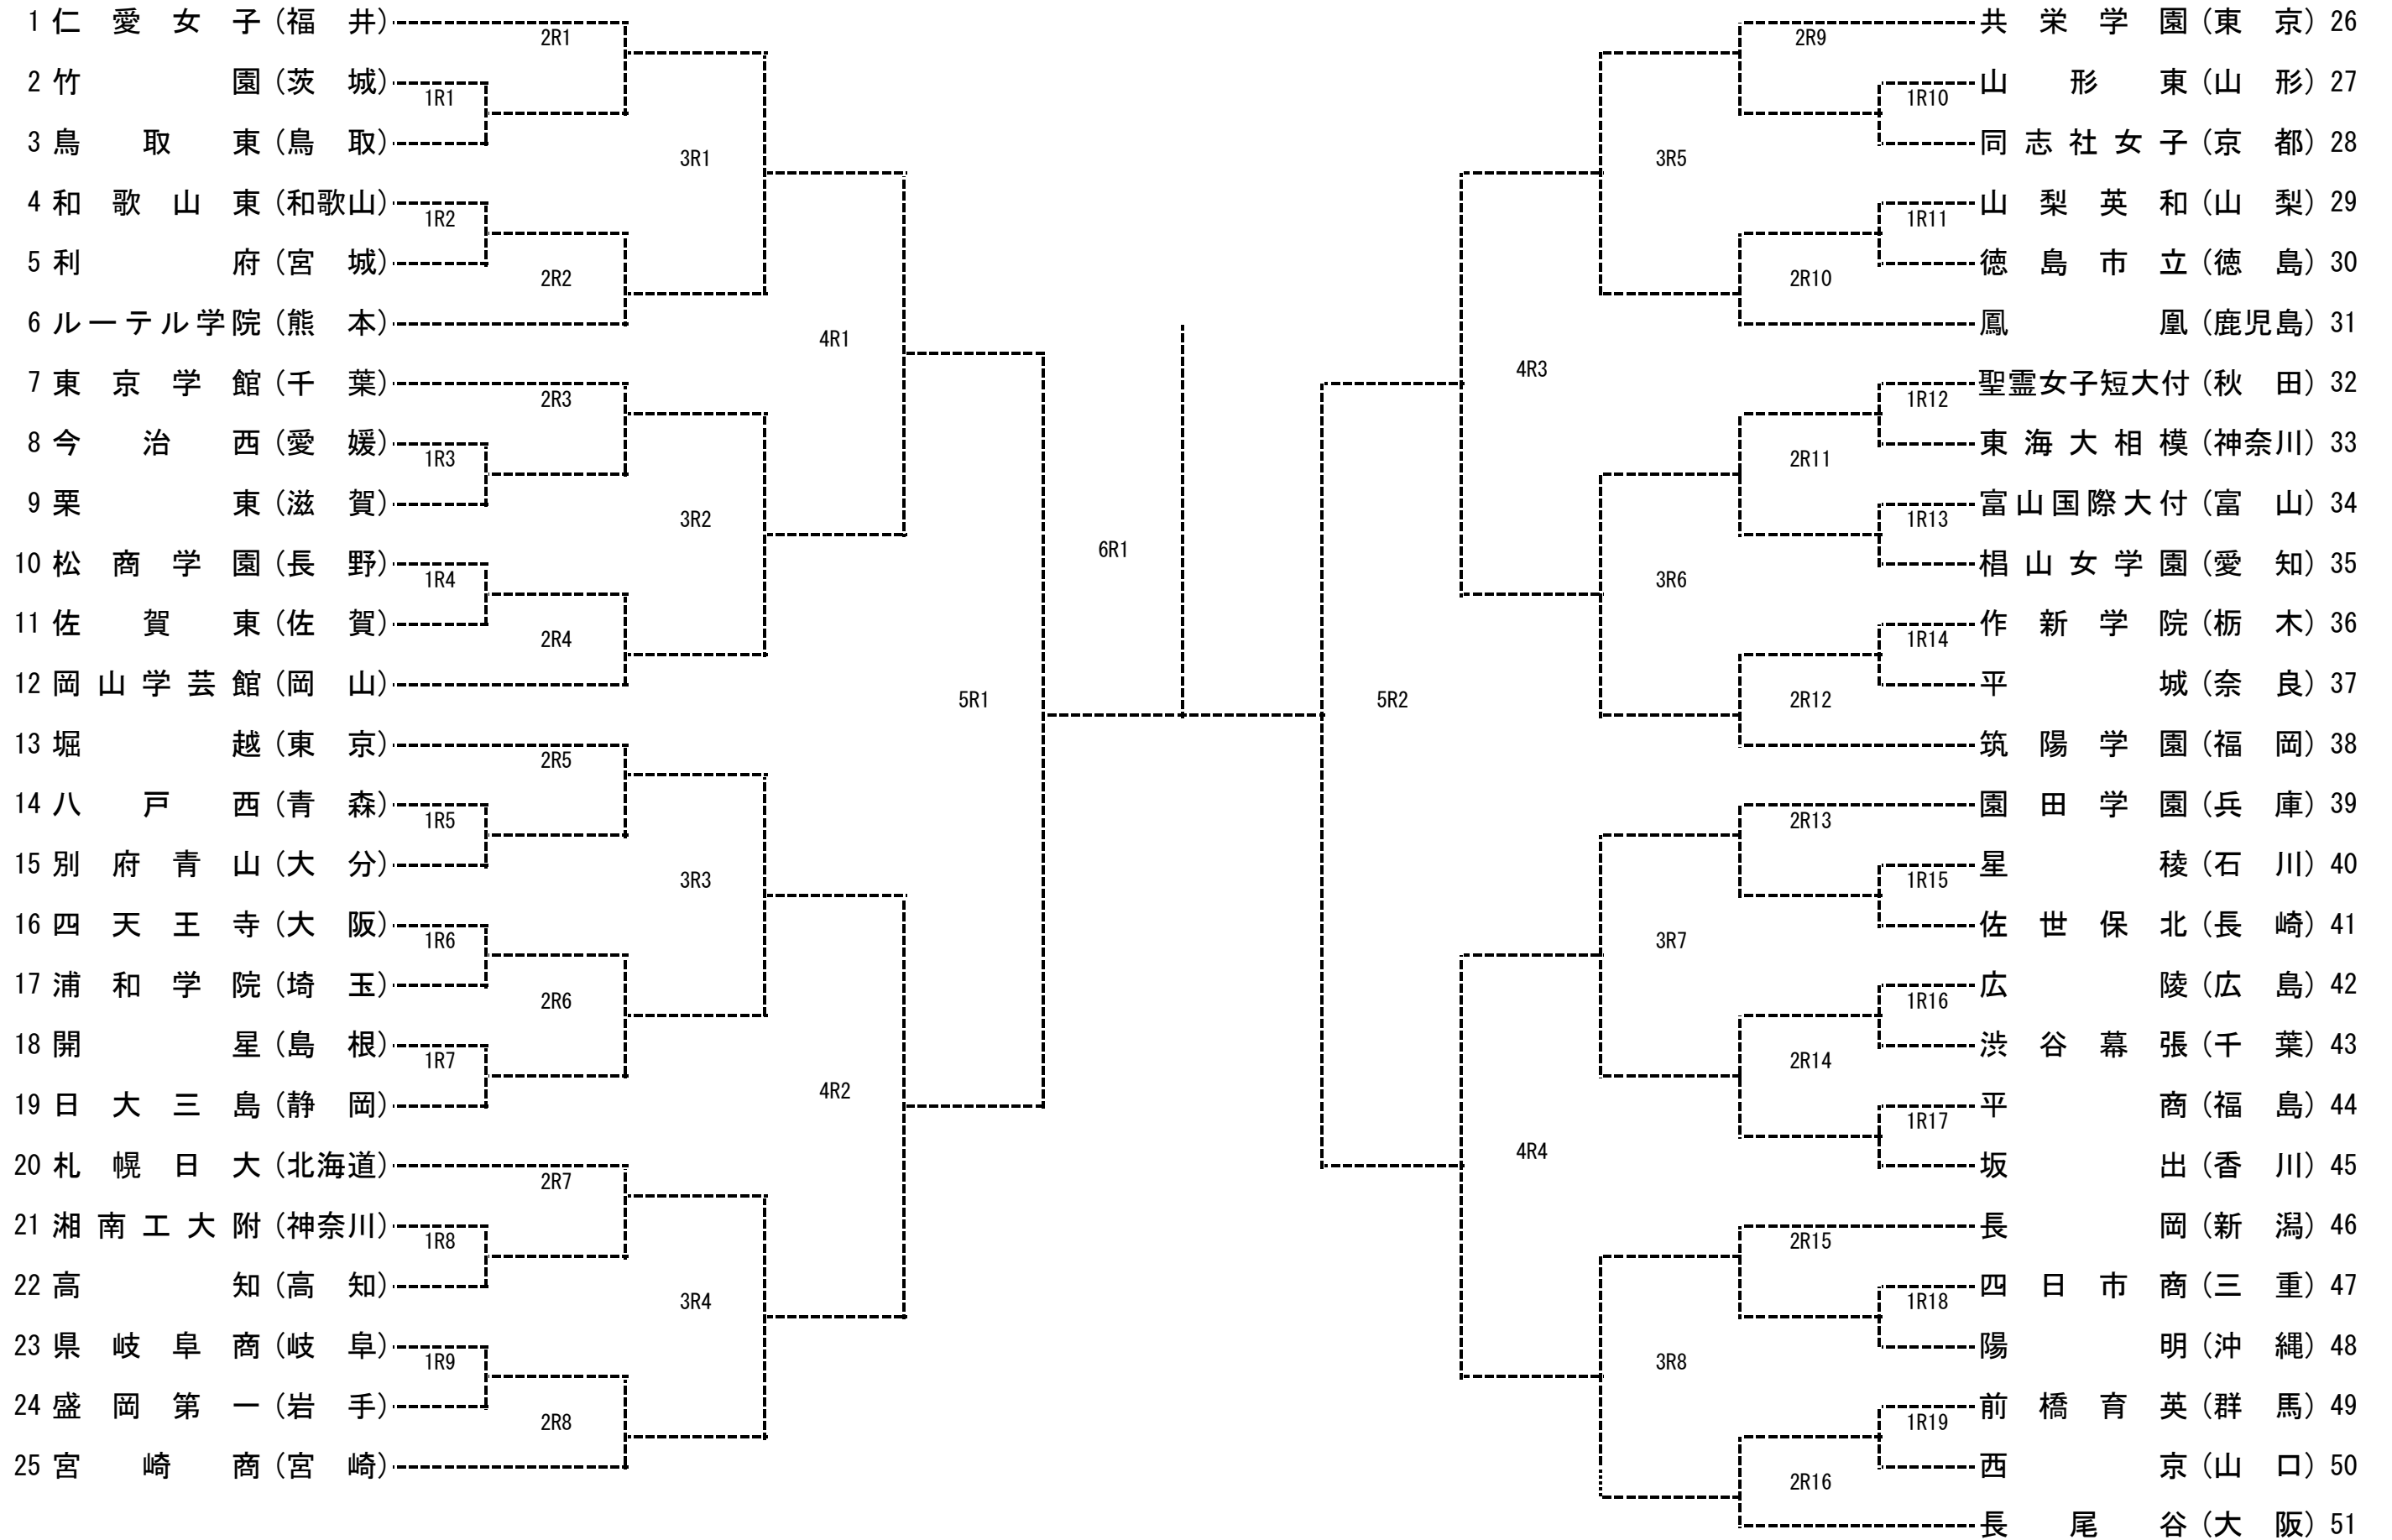 1 仁愛女子 (福井)
2 竹園 (茨城)
3 鳥取東 (鳥取)
4 和歌山東 (和歌山)
5 利府 (宮城)
6 ルーテル学院 (熊本)
7 東京学館 (千葉)
8 今治西 (愛媛)
9 栗東 (滋賀)
10 松商学園 (長野)
11 佐賀東 (佐賀)
12 岡山学芸館 (岡山)
13 堀越 (東京)
14 八戸西 (青森)
15 別府青山 (大分)
16 四天王寺 (大阪)
17 浦和学院 (埼玉)
18 開星 (島根)
19 日大三島 (静岡)
20 札幌日大 (北海道)
21 湘南工大附 (神奈川)
22 高知 (高知)
23 県岐阜商 (岐阜)
24 盛岡第一 (岩手)
25 宮崎商 (宮崎)
1R1
1R2
1R3
1R4
1R5
1R6
1R7
1R8
1R9
2R1
2R2
2R3
2R4
2R5
2R6
2R7
2R8
3R1
3R2
3R3
3R4
4R1
4R2
5R1
6R1
5R2
4R3
4R4
3R5
3R6
3R7
3R8
2R9
2R10
2R11
2R12
2R13
2R14
2R15
2R16
1R10
1R11
1R12
1R13
1R14
1R15
1R16
1R17
1R18
1R19
共栄学園 (東京) 26
山形東 (山形) 27
同志社女子 (京都) 28
山梨英和 (山梨) 29
徳島市立 (徳島) 30
鳳凰 (鹿児島) 31
聖霊女子短大付 (秋田) 32
東海大相模 (神奈川) 33
富山国際大付 (富山) 34
椙山女学園 (愛知) 35
作新学院 (栃木) 36
平城 (奈良) 37
筑陽学園 (福岡) 38
園田学園 (兵庫) 39
星稜 (石川) 40
佐世保北 (長崎) 41
広陵 (広島) 42
渋谷幕張 (千葉) 43
平商 (福島) 44
坂出 (香川) 45
長岡 (新潟) 46
四日市商 (三重) 47
陽明 (沖縄) 48
前橋育英 (群馬) 49
西京 (山口) 50
長尾谷 (大阪) 51